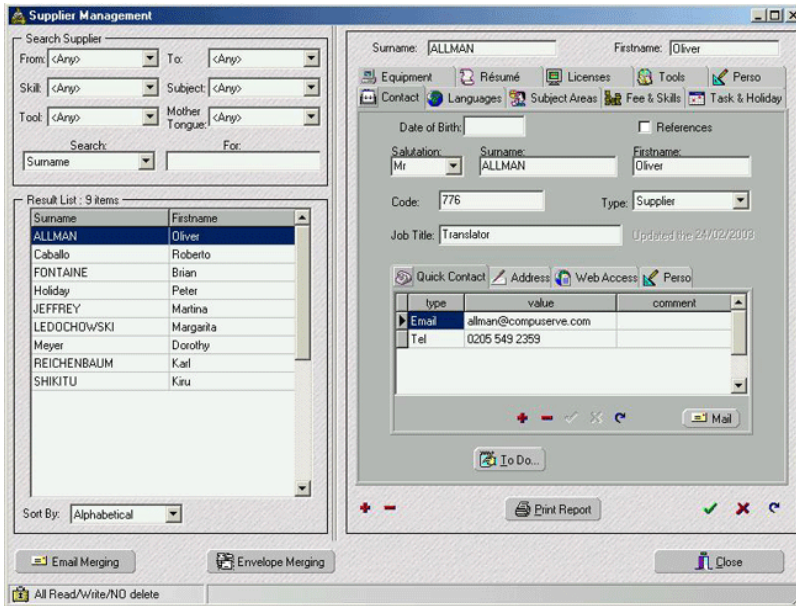 Supplier Management
Search Supplier
From: <Any> To: <Any>
Skill: <Any> Subject: <Any>
Tool: <Any> Mother Tongue: <Any>
Search: For:
Surname
Result List : 9 items
Surname Firstname
ALLMAN Oliver
Caballo Roberto
FONTAINE Brian
Holiday Peter
JEFFREY Martina
LEDOCHOWSKI Margarita
Meyer Dorothy
REICHENBAUM Karl
SHIKITU Kiru
Sort By: Alphabetical
Email Merging Envelope Merging
All Read/Write/NO delete
Surname: ALLMAN Firstname: Oliver
Equipment Résumé Licenses Tools Perso
Contact Languages Subject Areas Fee & Skills Task & Holiday
Date of Birth: References
Salutation: Surname: Firstname:
Mr ALLMAN Oliver
Code: 776 Type: Supplier
Job Title: Translator Updated the 24/02/2003
Quick Contact Address Web Access Perso
type value comment
Email allman@compuserve.com
Tel 0205 549 2359
Mail
To Do...
Print Report
Close